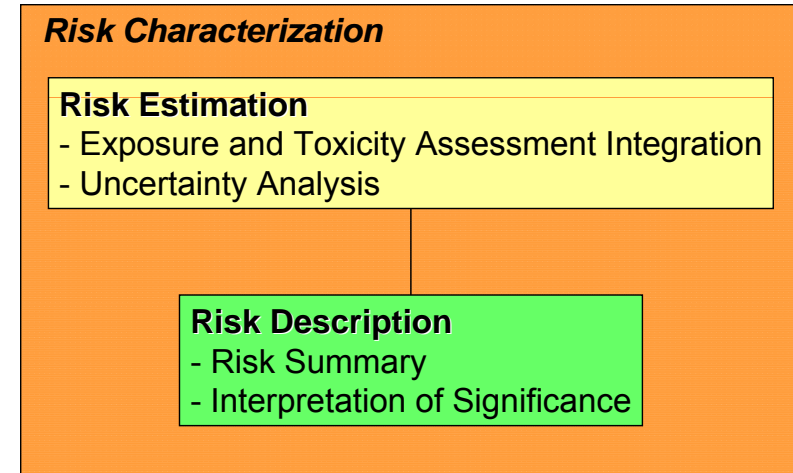 Risk Characterization
Risk Estimation
- Exposure and Toxicity Assessment Integration
- Uncertainty Analysis
Risk Description
- Risk Summary
- Interpretation of Significance